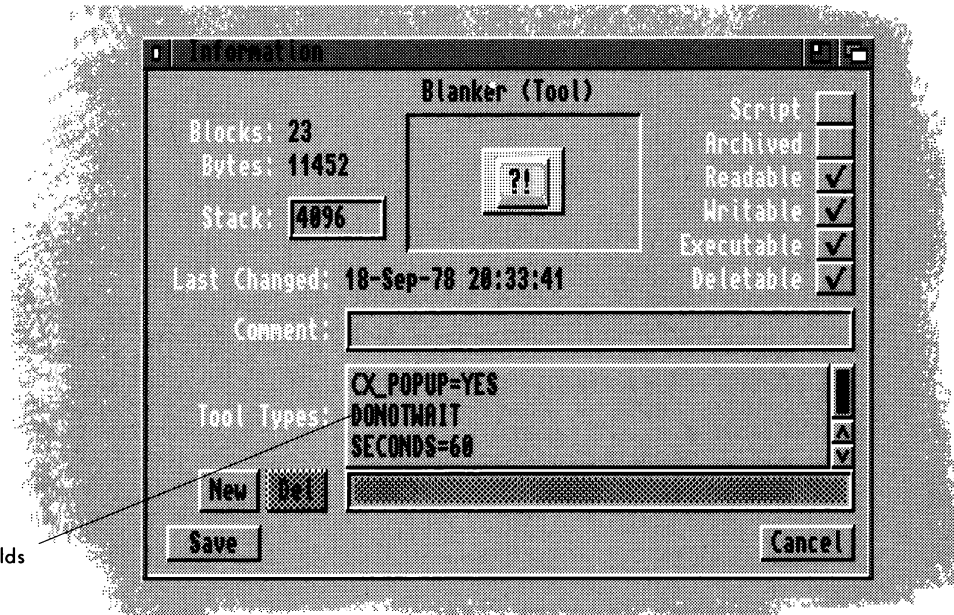 Information
Blanker (Tool)
Blocks: 23
Bytes: 11452
Stack: 4096
Script
Archived
Readable
Writable
Executable
Deletable
Last Changed: 18-Sep-78 20:33:41
Comment:
Tool Types:
CX_POPUP=YES
DONOTWAIT
SECONDS=60
New
Del
Save
Cancel
lds
?!